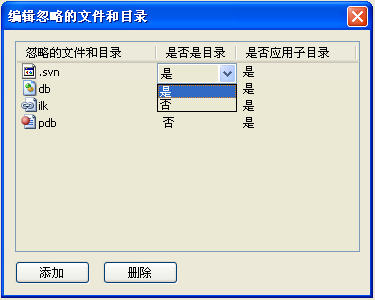 编辑忽略的文件和目录
忽略的文件和目录 是否是目录 是否应用子目录
.svn 是 是
db 是 是
ilk 否 是
pdb 否 是
添加 删除